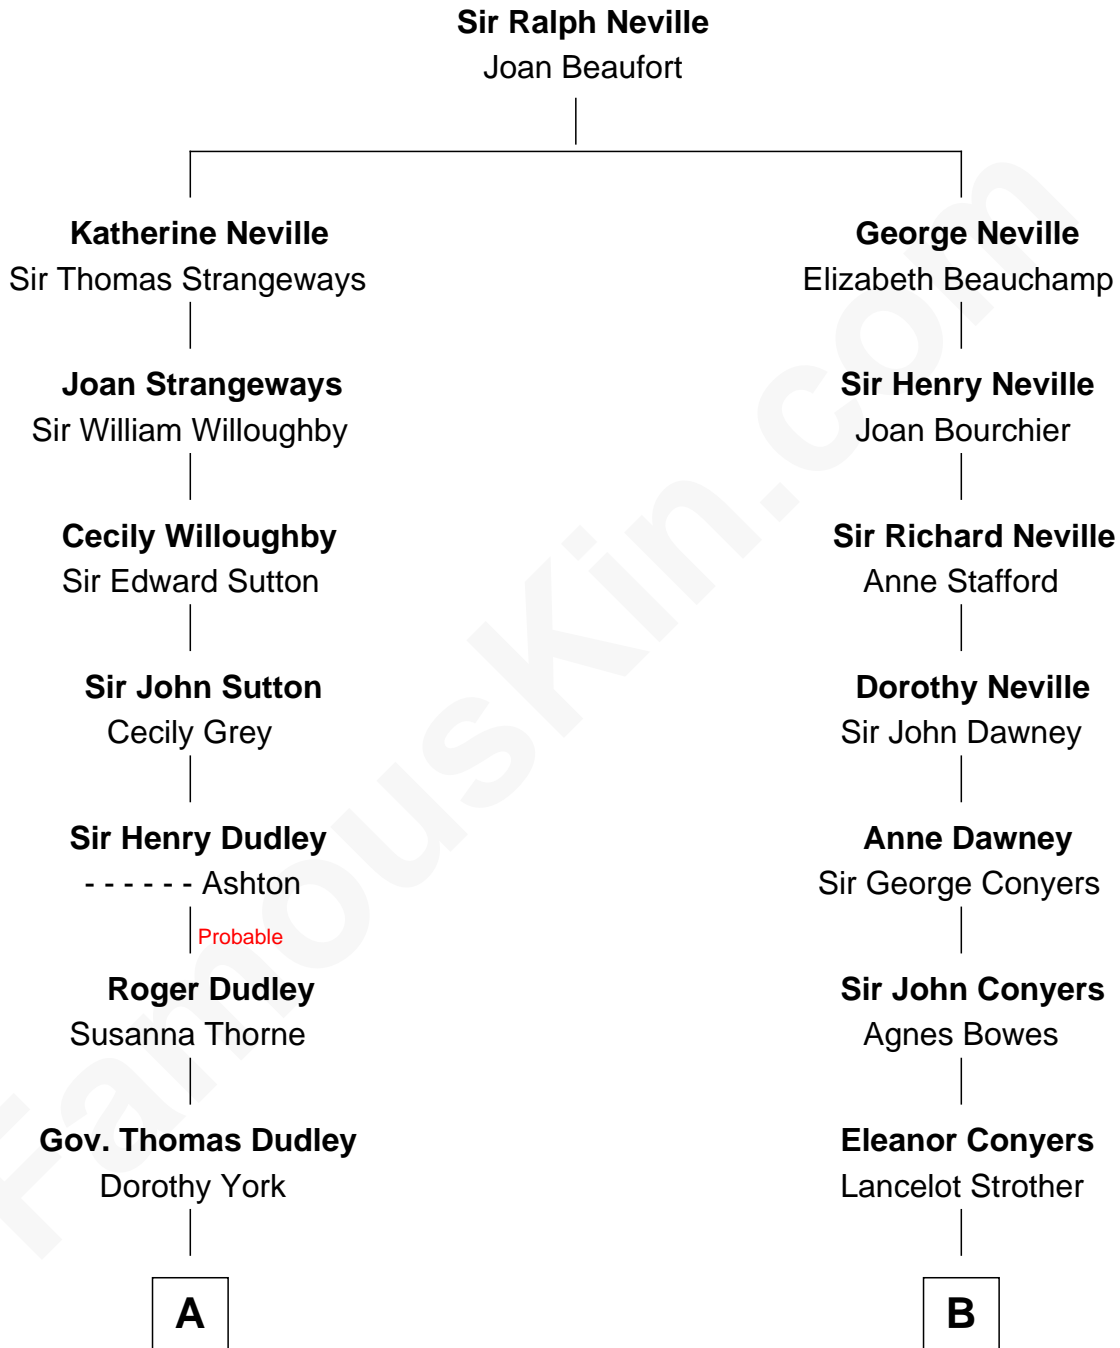 Sir Ralph Neville
Joan Beaufort
Katherine Neville
Sir Thomas Strangeways
George Neville
Elizabeth Beauchamp
Joan Strangeways
Sir William Willoughby
Sir Henry Neville
Joan Bourchier
Cecily Willoughby
Sir Edward Sutton
Sir Richard Neville
Anne Stafford
Sir John Sutton
Cecily Grey
Dorothy Neville
Sir John Dawney
Sir Henry Dudley
- - - - - - Ashton
Anne Dawney
Sir George Conyers
Probable
Roger Dudley
Susanna Thorne
Sir John Conyers
Agnes Bowes
Gov. Thomas Dudley
Dorothy York
Eleanor Conyers
Lancelot Strother
A
B
FamousKin.com